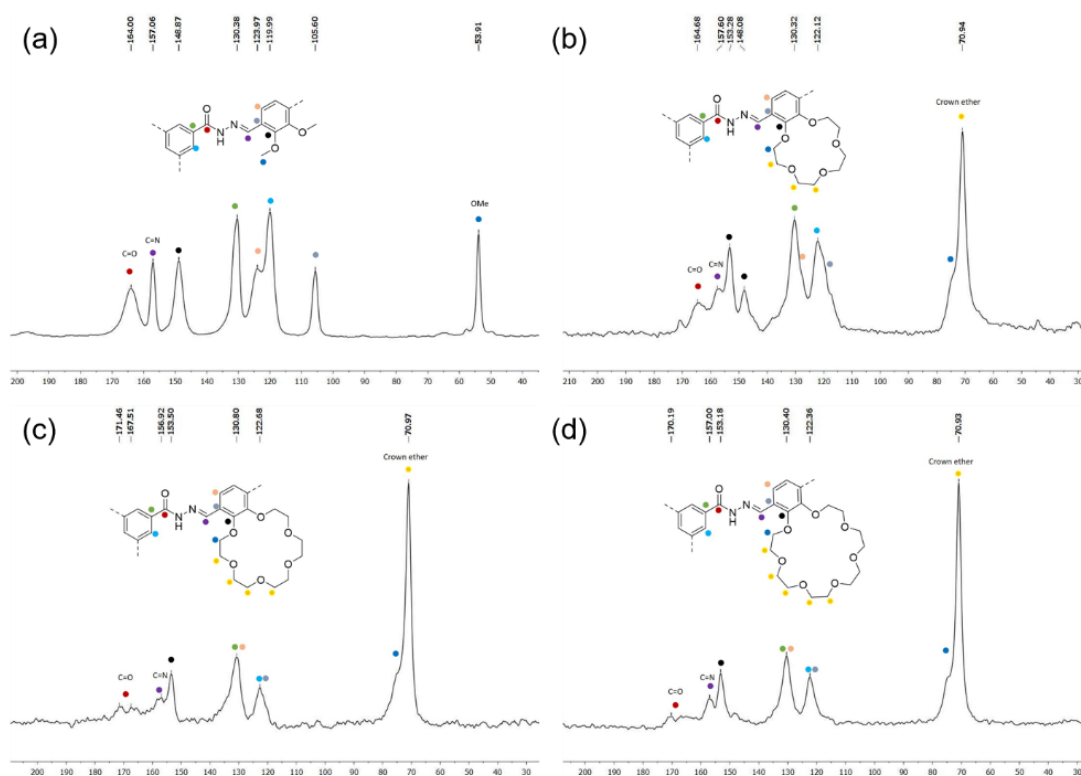 (a)
164.00 157.06 148.87 130.38 123.97 119.99 105.60 53.91
O
N
N
H
O
O
OMe
C=O
C=N
200 190 180 170 160 150 140 130 120 110 100 90 80 70 60 50 40
(b)
164.68 157.60 153.28 148.08 130.32 122.12 70.94
Crown ether
O
N
N
H
O
O
O
O
O
C=O
C=N
210 200 190 180 170 160 150 140 130 120 110 100 90 80 70 60 50 40 30
(c)
171.46 167.51 156.92 153.50 130.80 122.68 70.97
Crown ether
O
N
N
H
O
O
O
O
O
O
C=O
C=N
200 190 180 170 160 150 140 130 120 110 100 90 80 70 60 50 40 30
(d)
170.19 157.00 153.18 130.40 122.36 70.93
Crown ether
O
N
N
H
O
O
O
O
O
O
O
C=O
C=N
200 190 180 170 160 150 140 130 120 110 100 90 80 70 60 50 40 30